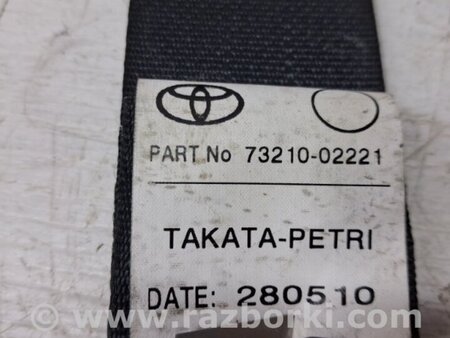 PART No 73210-02221
TAKATA-PETRI
DATE: 280510
www.razborki.com